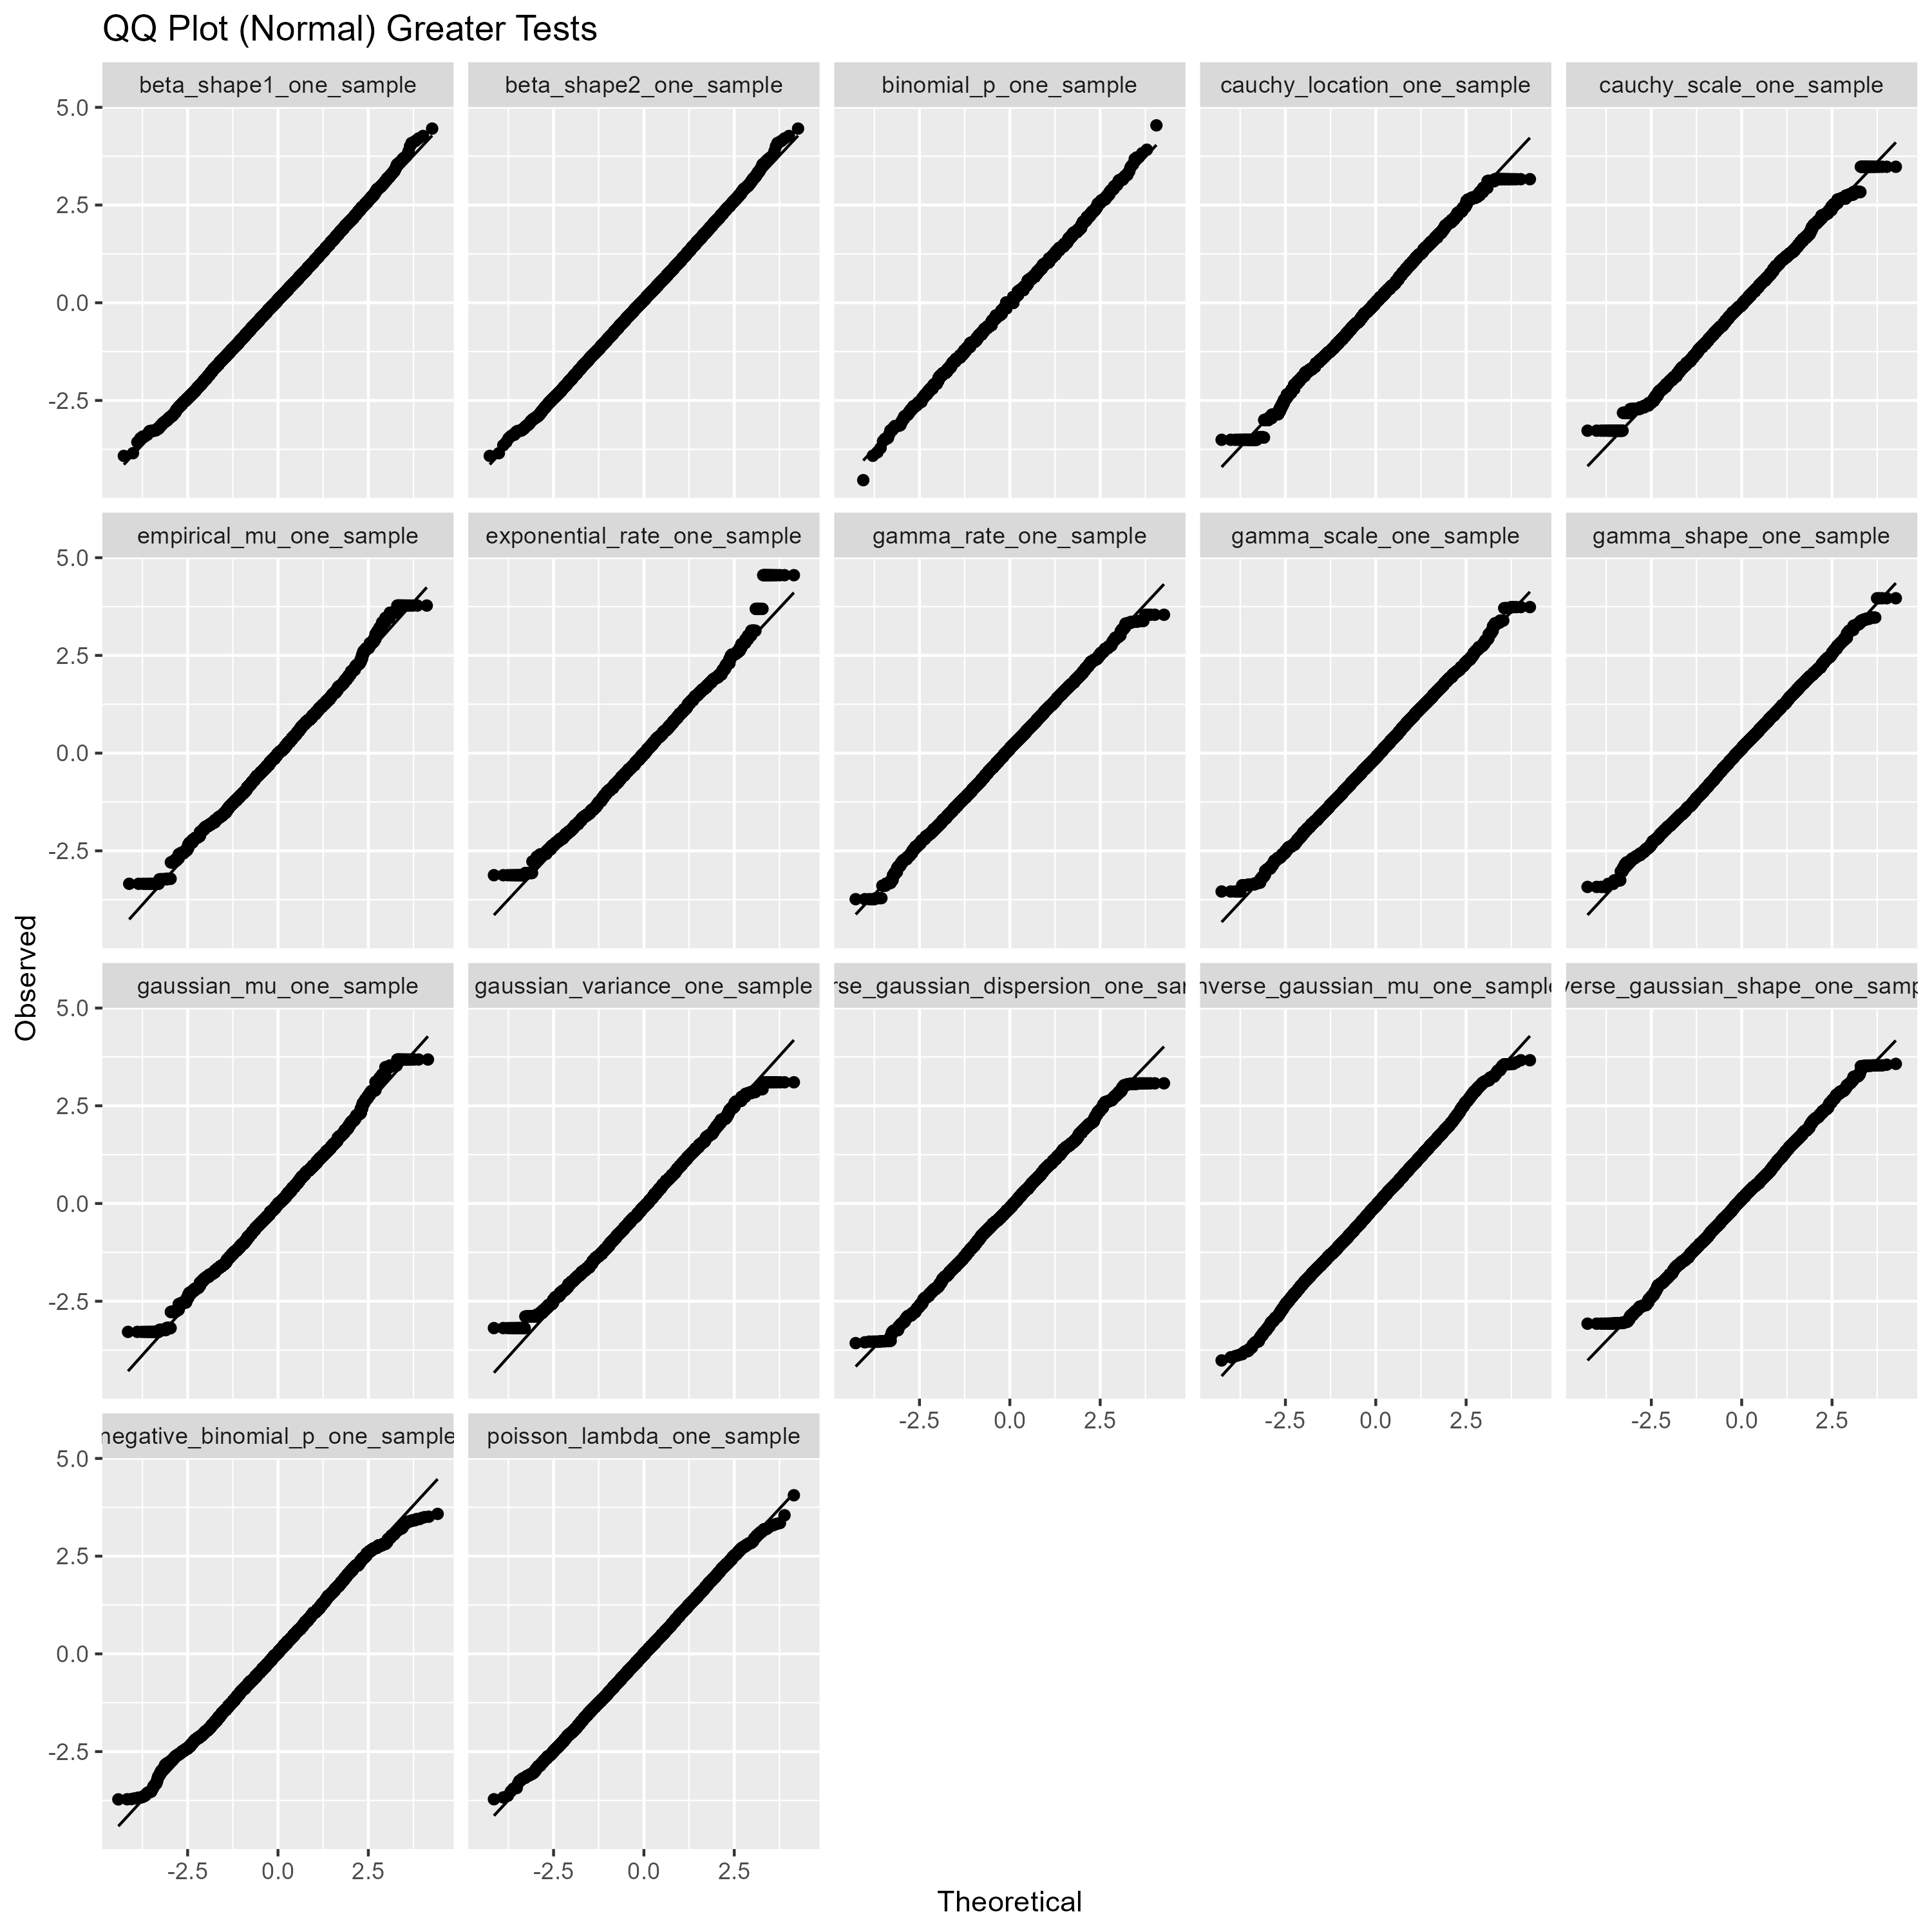 QQ Plot (Normal) Greater Tests
beta_shape1_one_sample
beta_shape2_one_sample
binomial_p_one_sample
cauchy_location_one_sample
cauchy_scale_one_sample
5.0
2.5
0.0
-2.5
empirical_mu_one_sample
exponential_rate_one_sample
gamma_rate_one_sample
gamma_scale_one_sample
gamma_shape_one_sample
5.0
2.5
0.0
-2.5
Observed
gaussian_mu_one_sample
gaussian_variance_one_sample
rse_gaussian_dispersion_one_sar
nverse_gaussian_mu_one_sample
verse_gaussian_shape_one_samp
5.0
2.5
0.0
-2.5
-2.5 0.0 2.5
-2.5 0.0 2.5
-2.5 0.0 2.5
negative_binomial_p_one_sample
poisson_lambda_one_sample
5.0
2.5
0.0
-2.5
-2.5 0.0 2.5
-2.5 0.0 2.5
Theoretical